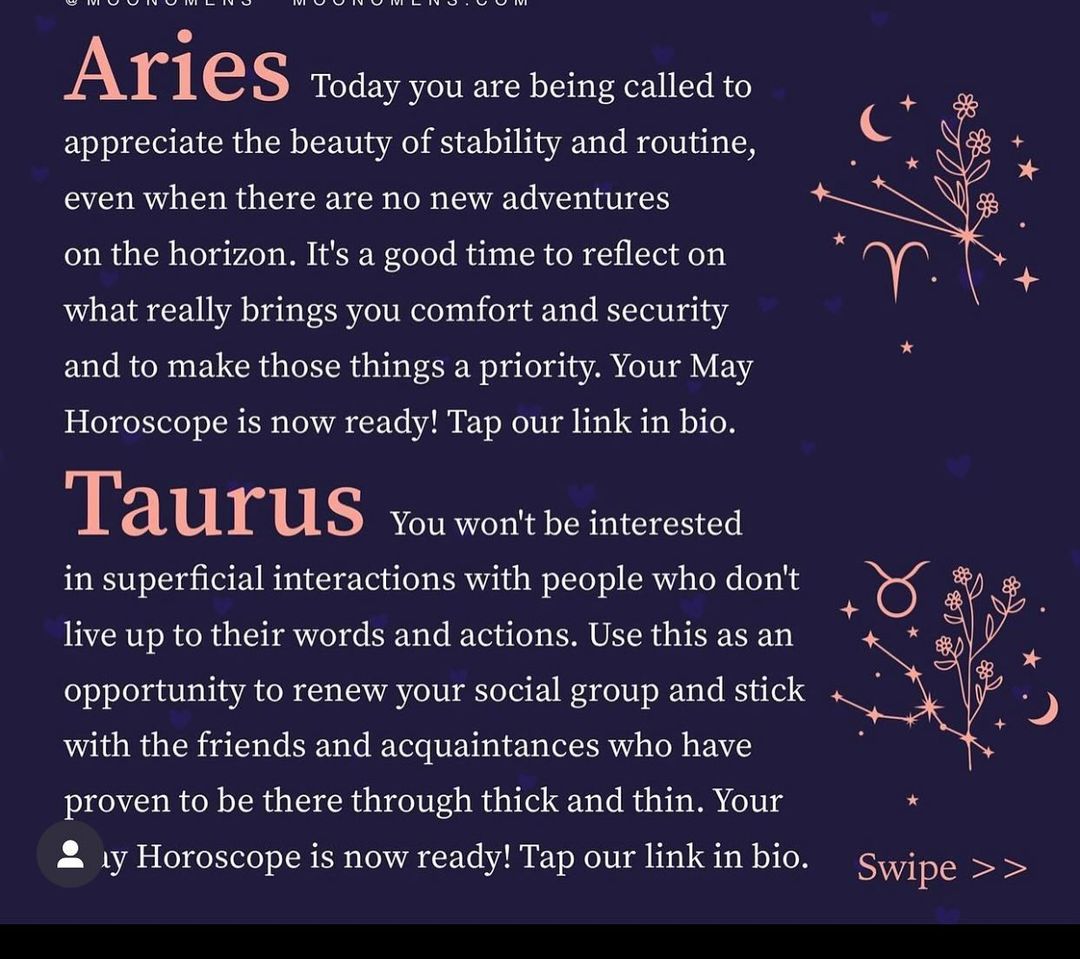 @MOONOMENS MOONOMENS.COM
Aries Today you are being called to
appreciate the beauty of stability and routine,
even when there are no new adventures
on the horizon. It's a good time to reflect on
what really brings you comfort and security
and to make those things a priority. Your May
Horoscope is now ready! Tap our link in bio.
Taurus You won't be interested
in superficial interactions with people who don't
live up to their words and actions. Use this as an
opportunity to renew your social group and stick
with the friends and acquaintances who have
proven to be there through thick and thin. Your
ay Horoscope is now ready! Tap our link in bio.
Swipe >>